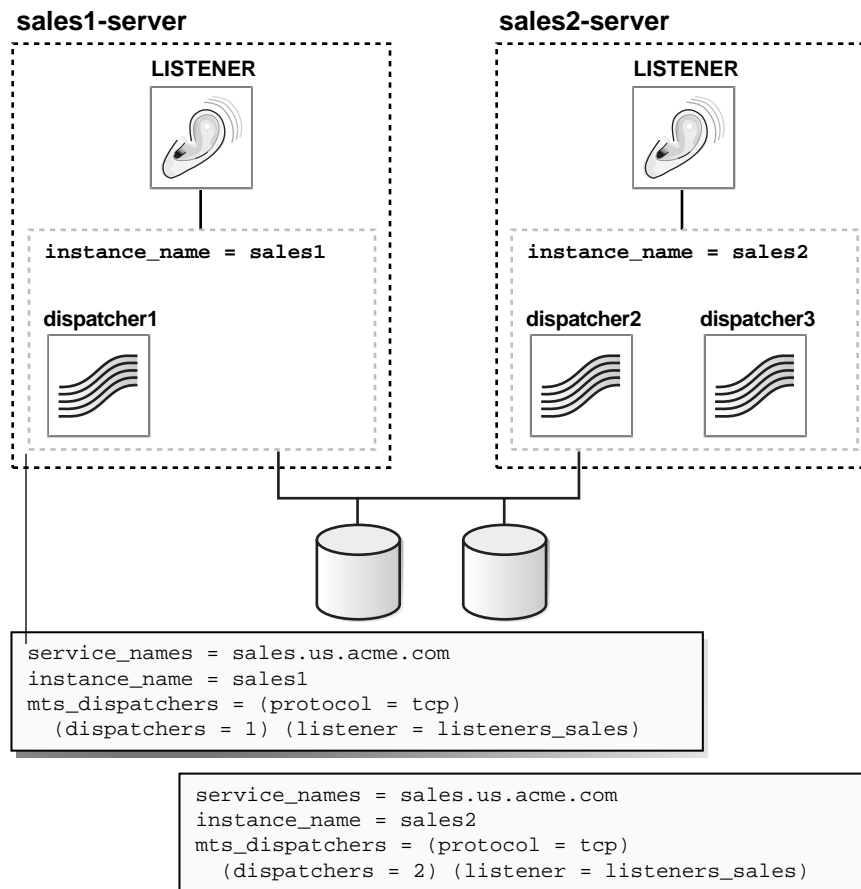 sales1-server
sales2-server
LISTENER
LISTENER
instance_name = sales1
instance_name = sales2
dispatcher1
dispatcher2
dispatcher3
service_names = sales.us.acme.com
instance_name = sales1
mts_dispatchers = (protocol = tcp)
(dispatchers = 1) (listener = listeners_sales)
service_names = sales.us.acme.com
instance_name = sales2
mts_dispatchers = (protocol = tcp)
(dispatchers = 2) (listener = listeners_sales)